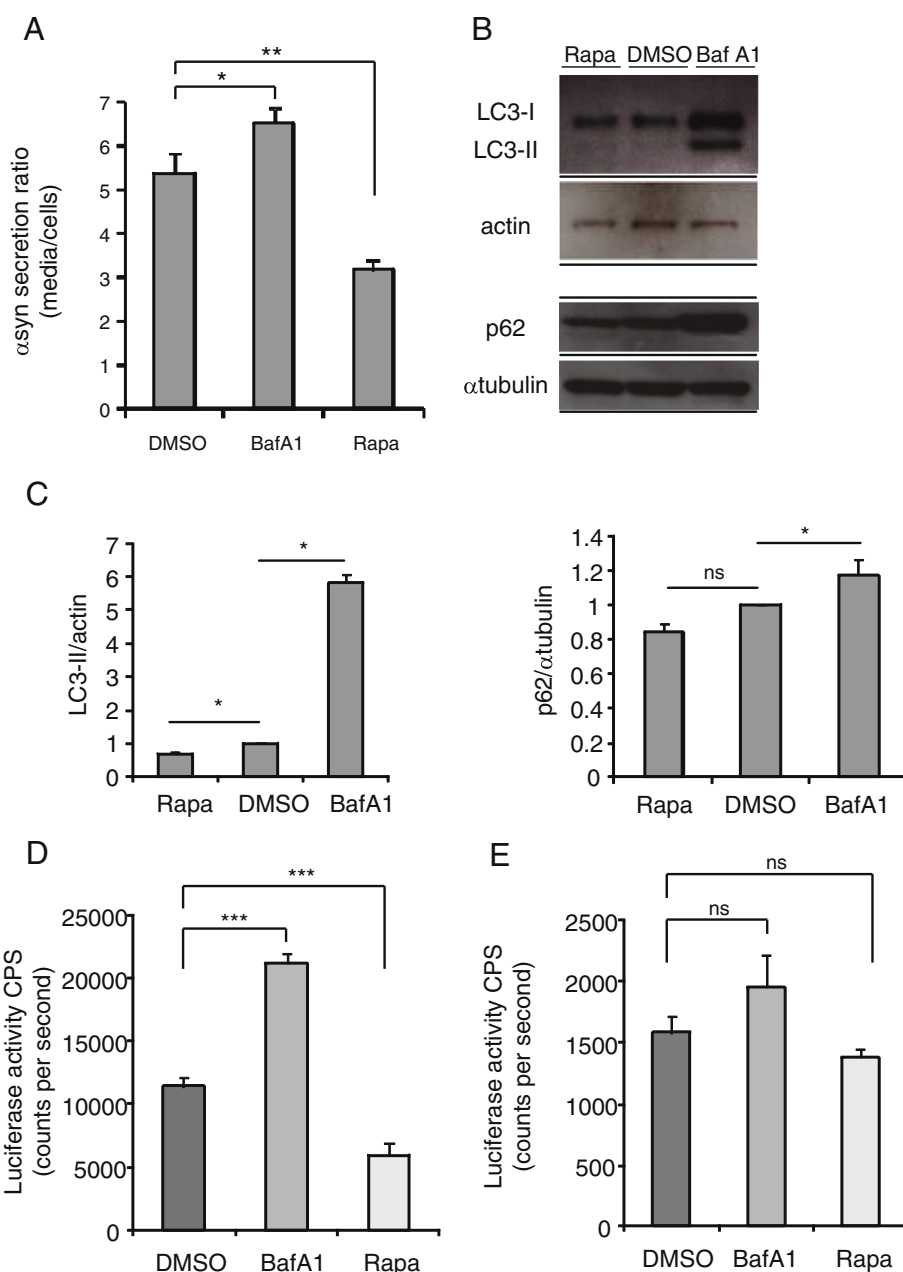 A
**
*
7
6
5
4
3
2
1
0
αsyn secretion ratio
(media/cells)
DMSO BafA1 Rapa
B
Rapa DMSO Baf A1
LC3-I
LC3-II
actin
p62
αtubulin
C
7
6
5
4
3
2
1
0
LC3-II/actin
*
*
Rapa DMSO BafA1
1.4
1.2
1
0.8
0.6
0.4
0.2
0
p62/αtubulin
ns
*
Rapa DMSO BafA1
D
***
***
25000
20000
15000
10000
5000
0
Luciferase activity CPS
(counts per second)
DMSO BafA1 Rapa
E
ns
ns
2500
2000
1500
1000
500
0
Luciferase activity CPS
(counts per second)
DMSO BafA1 Rapa